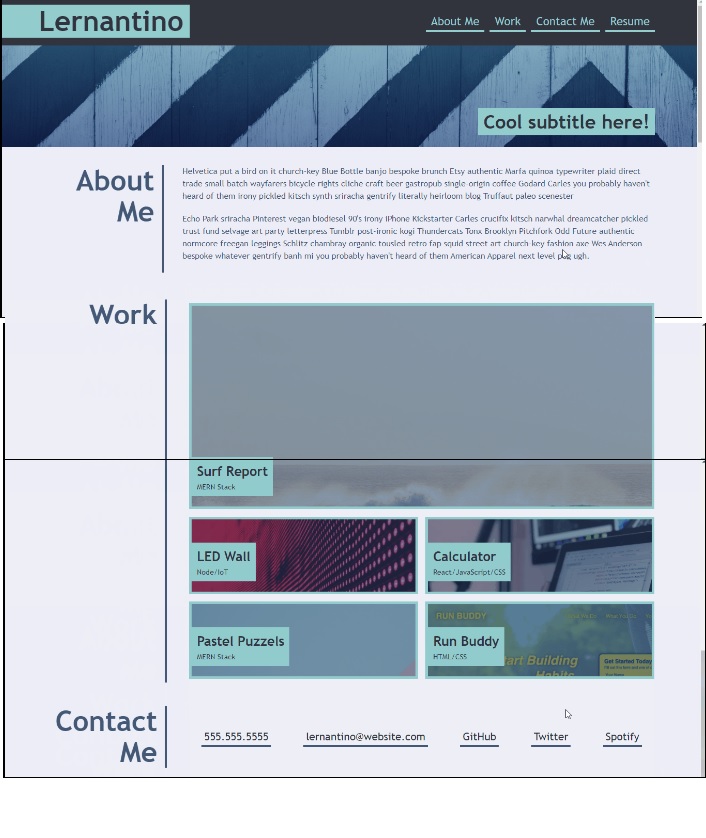 Lernantino
About Me Work Contact Me Resume
Cool subtitle here!
About
Me
Helvetica put a bird on it church-key Blue Bottle banjo bespoke brunch Etsy authentic Marfa quinoa typewriter plaid direct
trade small batch wayfarers bicycle rights cliche craft beer gastropub single-origin coffee Godard Carles you probably haven't
heard of them irony pickled kitsch synth sriracha gentrify literally heirloom blog Truffaut paleo scenester
Echo Park sriracha Pinterest vegan biodiesel 90's irony iPhone Kickstarter Carles crucifix kitsch narwhal dreamcatcher pickled
trust fund selvage art party letterpress Tumblr post-ironic kogi Thundercats Tonx Brooklyn Pitchfork Odd Future authentic
normcore freegan leggings Schlitz chambray organic tousled retro fap squid street art church-key fashion axe Wes Anderson
bespoke whatever gentrify banh mi you probably haven't heard of them American Apparel next level pug ugh.
Work
Surf Report
MERN Stack
LED Wall
Node/IoT
Calculator
React/JavaScript/CSS
Pastel Puzzels
MERN Stack
RUN BUDDY
Run Buddy
HTML/CSS
art Building
Habits
Get Started Today
Contact
Me
555.555.5555 lernantino@website.com GitHub Twitter Spotify